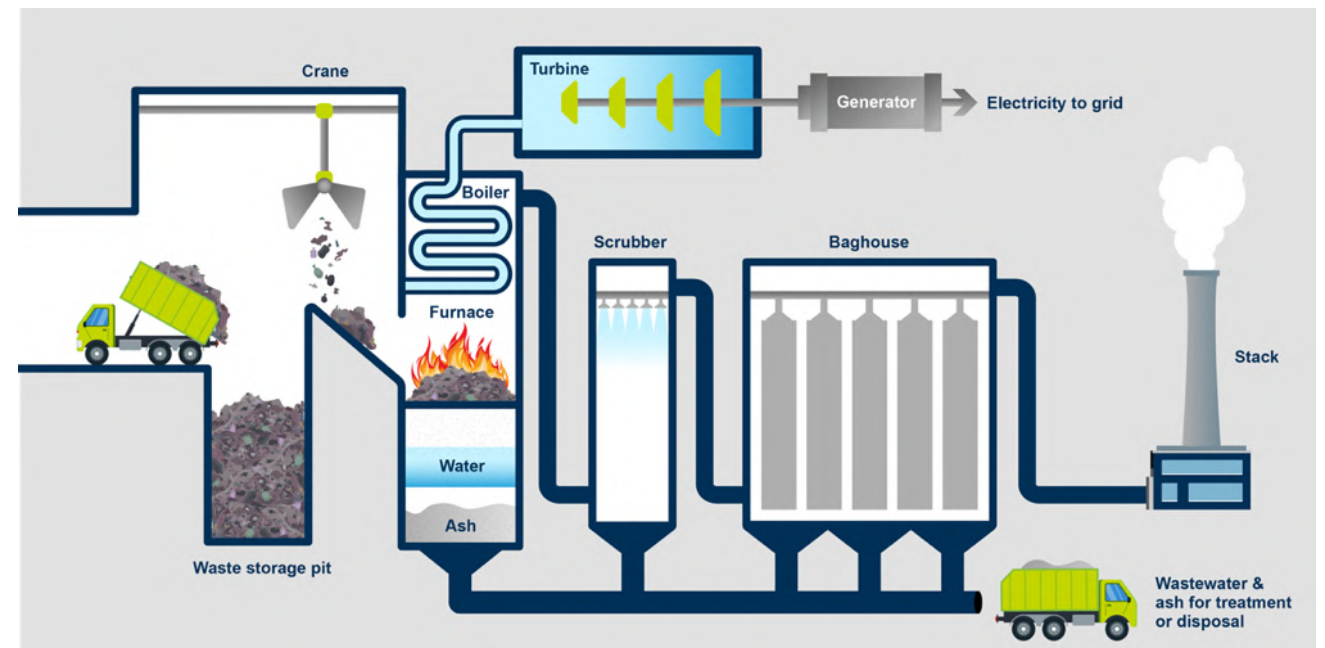 Crane
Turbine
Generator
Electricity to grid
Boiler
Scrubber
Baghouse
Furnace
Stack
Water
Ash
Waste storage pit
Wastewater &
ash for treatment
or disposal